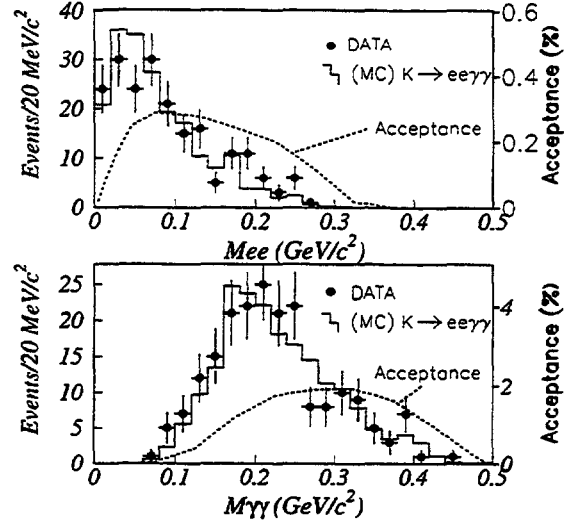 40
30
20
10
0
Events/20 MeV/c²
0.6
0.4
0.2
0
Acceptance (%)
DATA
(MC) K→eeγγ
Acceptance
0
0.1
0.2
0.3
0.4
0.5
Mee (GeV/c²)
25
20
15
10
5
0
Events/20 MeV/c²
4
2
0
Acceptance (%)
DATA
(MC) K→eeγγ
Acceptance
0
0.1
0.2
0.3
0.4
0.5
Mγγ (GeV/c²)